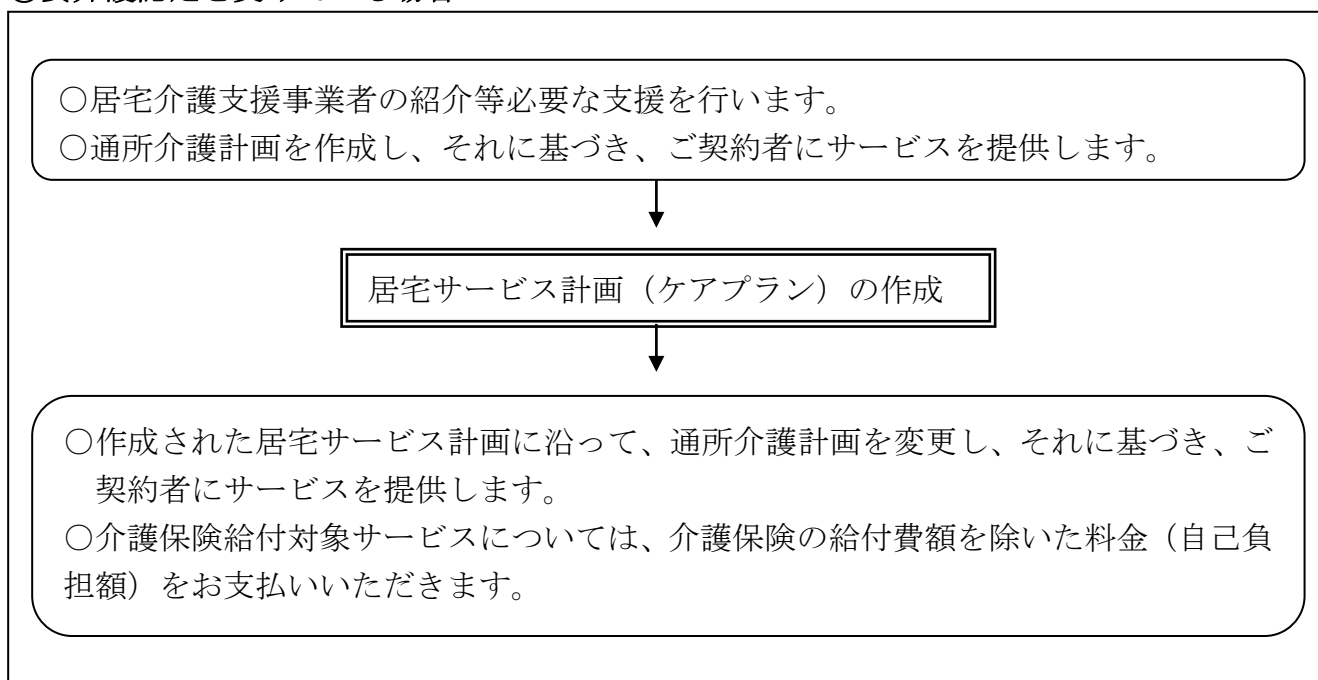 ○居宅介護支援事業者の紹介等必要な支援を行います。
○通所介護計画を作成し、それに基づき、ご契約者にサービスを提供します。
居宅サービス計画（ケアプラン）の作成
○作成された居宅サービス計画に沿って、通所介護計画を変更し、それに基づき、ご
契約者にサービスを提供します。
○介護保険給付対象サービスについては、介護保険の給付費額を除いた料金（自己負
担額）をお支払いいただきます。